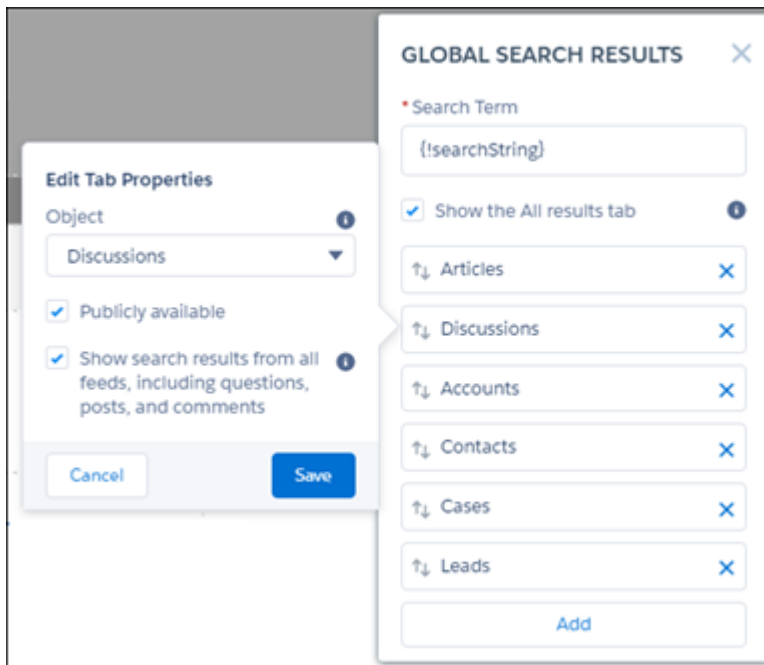 GLOBAL SEARCH RESULTS
* Search Term
{!searchString}
Show the All results tab
Articles
Discussions
Accounts
Contacts
Cases
Leads
Add
Edit Tab Properties
Object
Discussions
Publicly available
Show search results from all
feeds, including questions,
posts, and comments
Cancel
Save